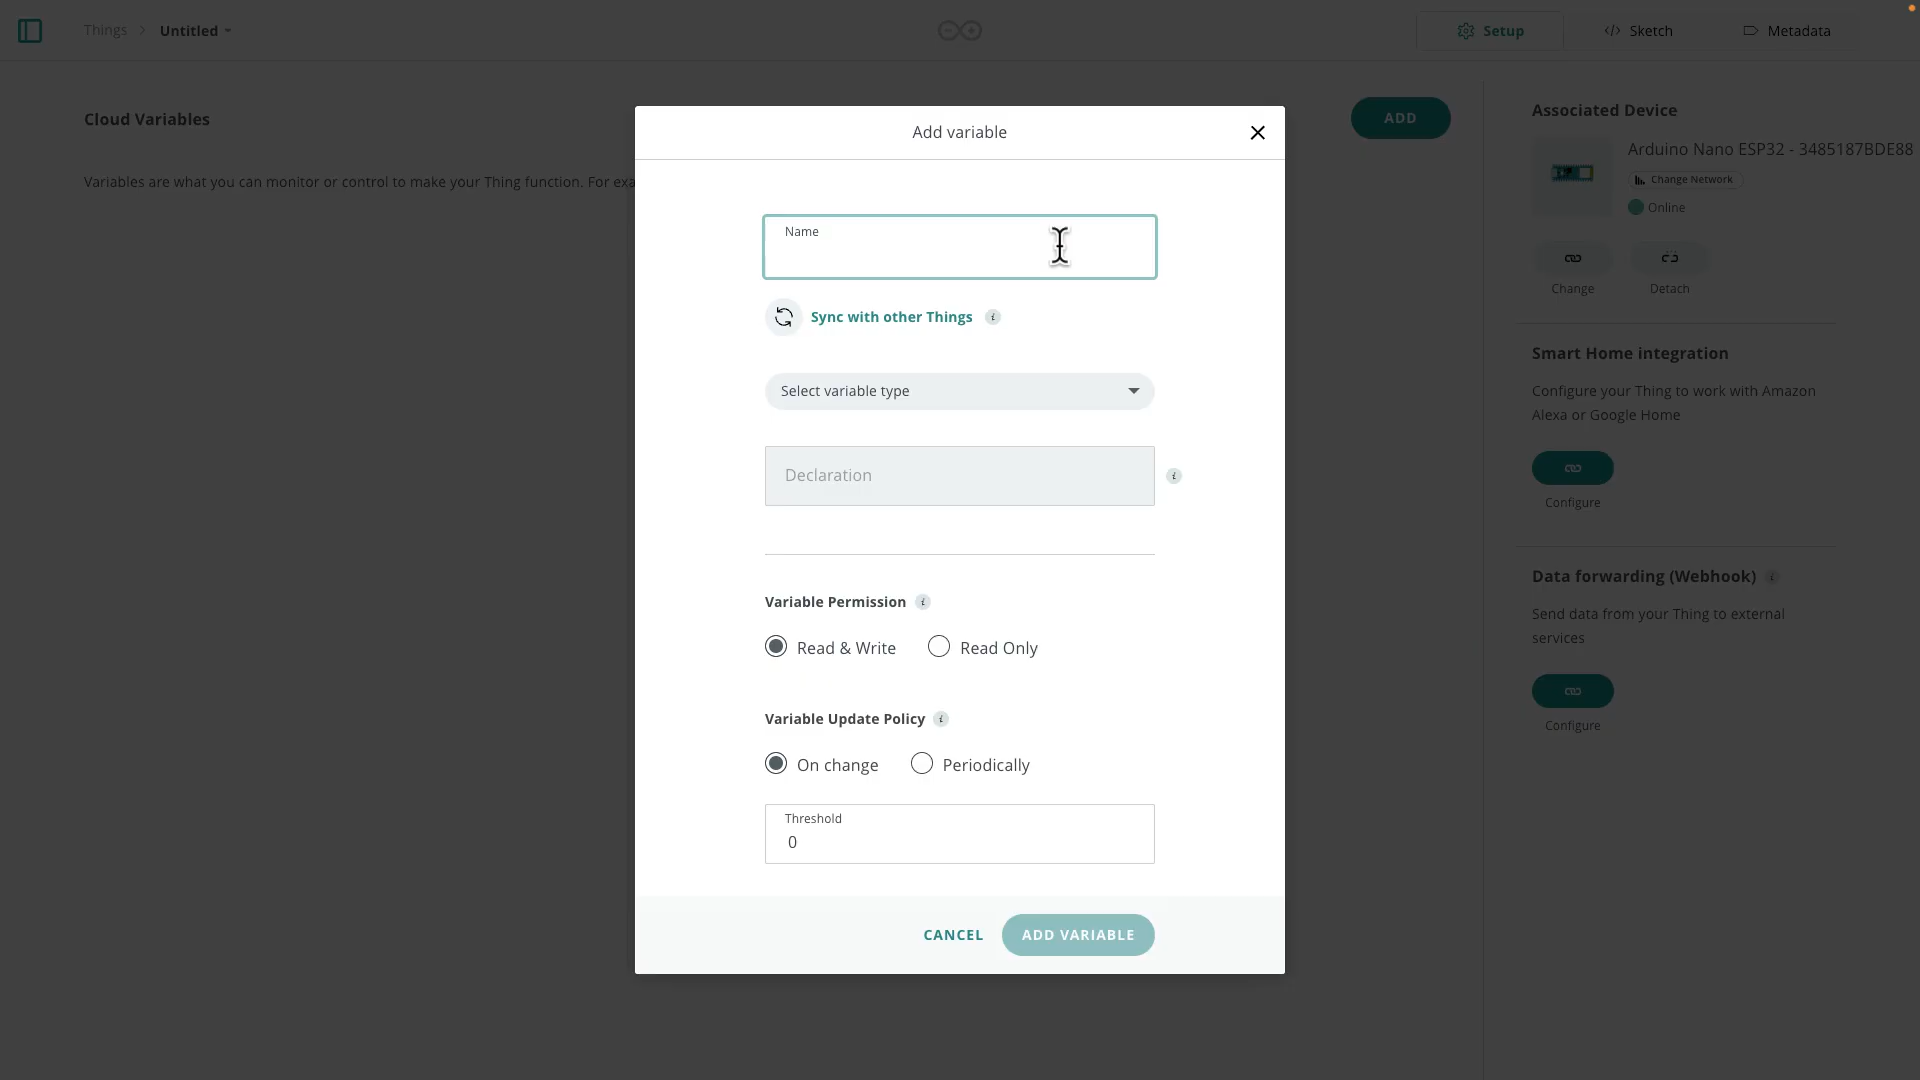 Things > Untitled
Setup
</> Sketch
Metadata
Cloud Variables
ADD
Variables are what you can monitor or control to make your Thing function. For exa
Add variable
Name
Sync with other Things i
Select variable type
Declaration i
Variable Permission i
Read & Write
Read Only
Variable Update Policy i
On change
Periodically
Threshold
0
CANCEL
ADD VARIABLE
Associated Device
Arduino Nano ESP32 - 3485187BDE88
Change Network
Online
Change
Detach
Smart Home integration
Configure your Thing to work with Amazon
Alexa or Google Home
Configure
Data forwarding (Webhook) i
Send data from your Thing to external
services
Configure